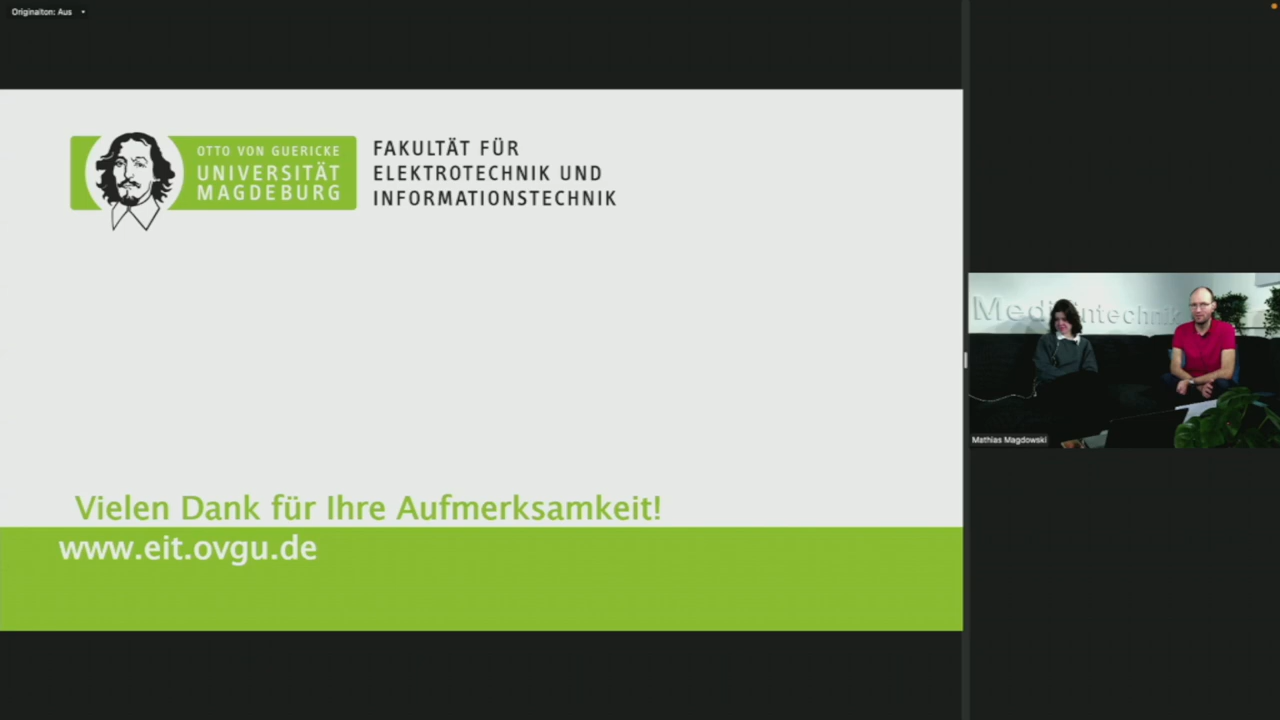 Originalton: Aus
OTTO VON GUERICKE
UNIVERSITÄT
MAGDEBURG
FAKULTÄT FÜR
ELEKTROTECHNIK UND
INFORMATIONSTECHNIK
Medizintechnik
Mathias Magdowski
Vielen Dank für Ihre Aufmerksamkeit!
www.eit.ovgu.de